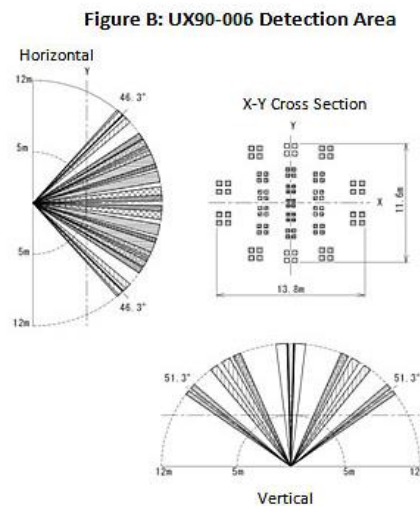 Figure B: UX90-006 Detection Area
Horizontal
Y
12m
46.3°
5m
5m
46.3°
12m
X-Y Cross Section
Y
X
11.6m
13.8m
51.3°
51.3°
12m
5m
5m
12
Vertical